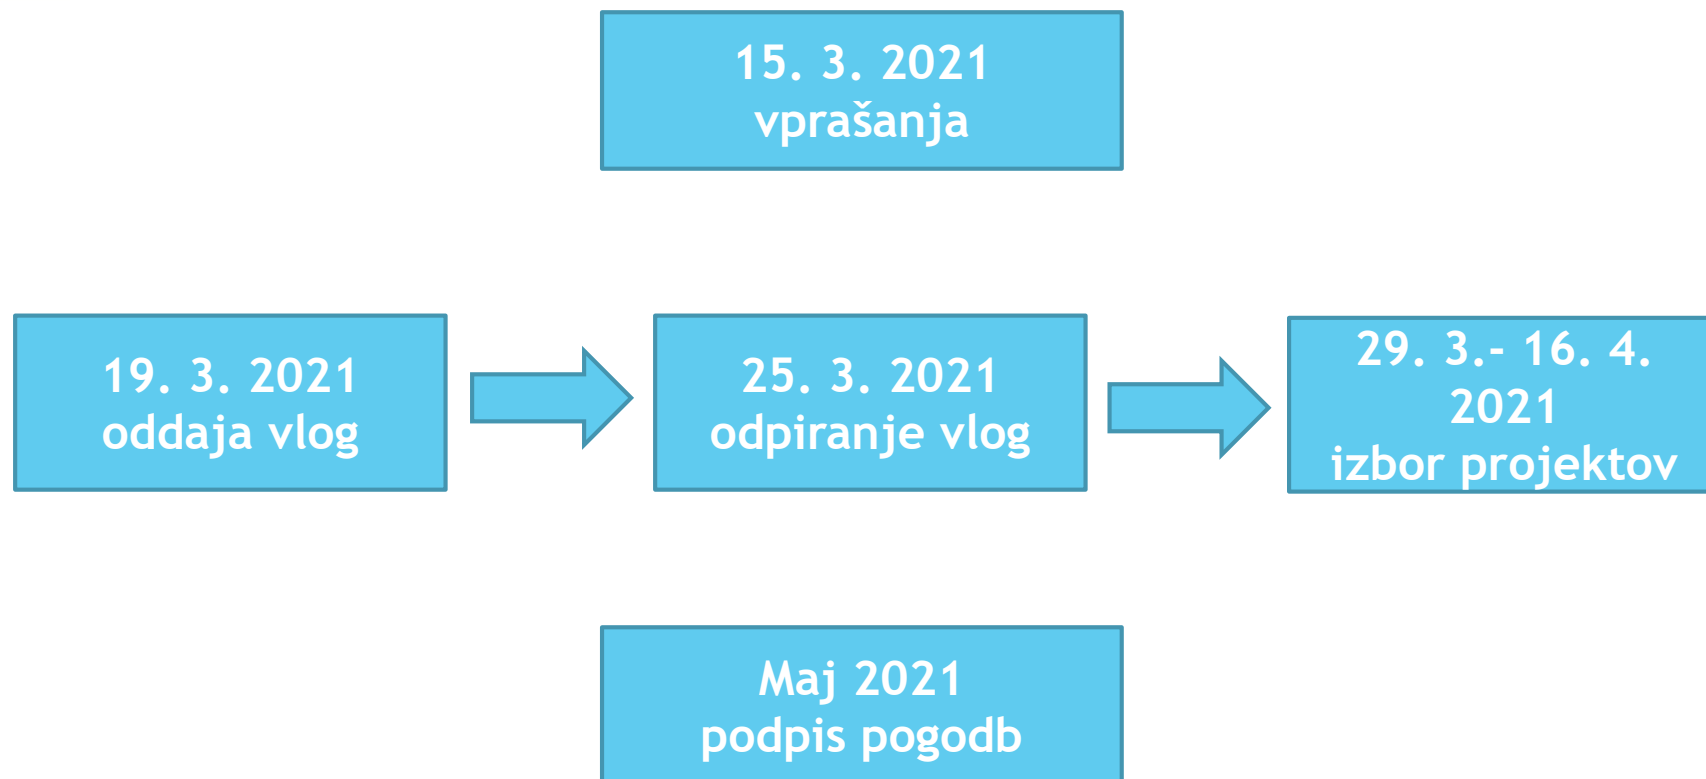 15. 3. 2021
vprašanja
19. 3. 2021
oddaja vlog
25. 3. 2021
odpiranje vlog
29. 3.- 16. 4.
2021
izbor projektov
Maj 2021
podpis pogodb